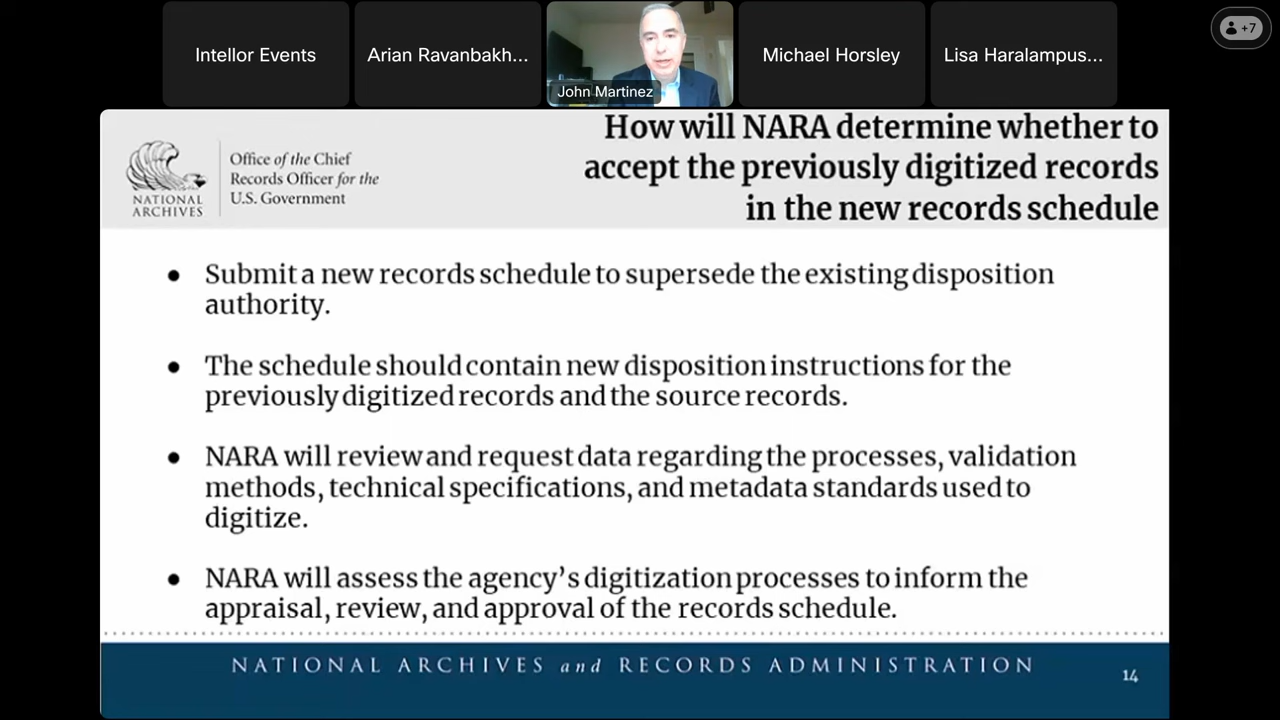 Intellor Events
Arian Ravanbakh...
John Martinez
Michael Horsley
Lisa Haralampus...
+7
NATIONAL
ARCHIVES
Office of the Chief
Records Officer for the
U.S. Government
How will NARA determine whether to
accept the previously digitized records
in the new records schedule
● Submit a new records schedule to supersede the existing disposition
authority.
● The schedule should contain new disposition instructions for the
previously digitized records and the source records.
● NARA will review and request data regarding the processes, validation
methods, technical specifications, and metadata standards used to
digitize.
● NARA will assess the agency’s digitization processes to inform the
appraisal, review, and approval of the records schedule.
NATIONAL ARCHIVES and RECORDS ADMINISTRATION
14